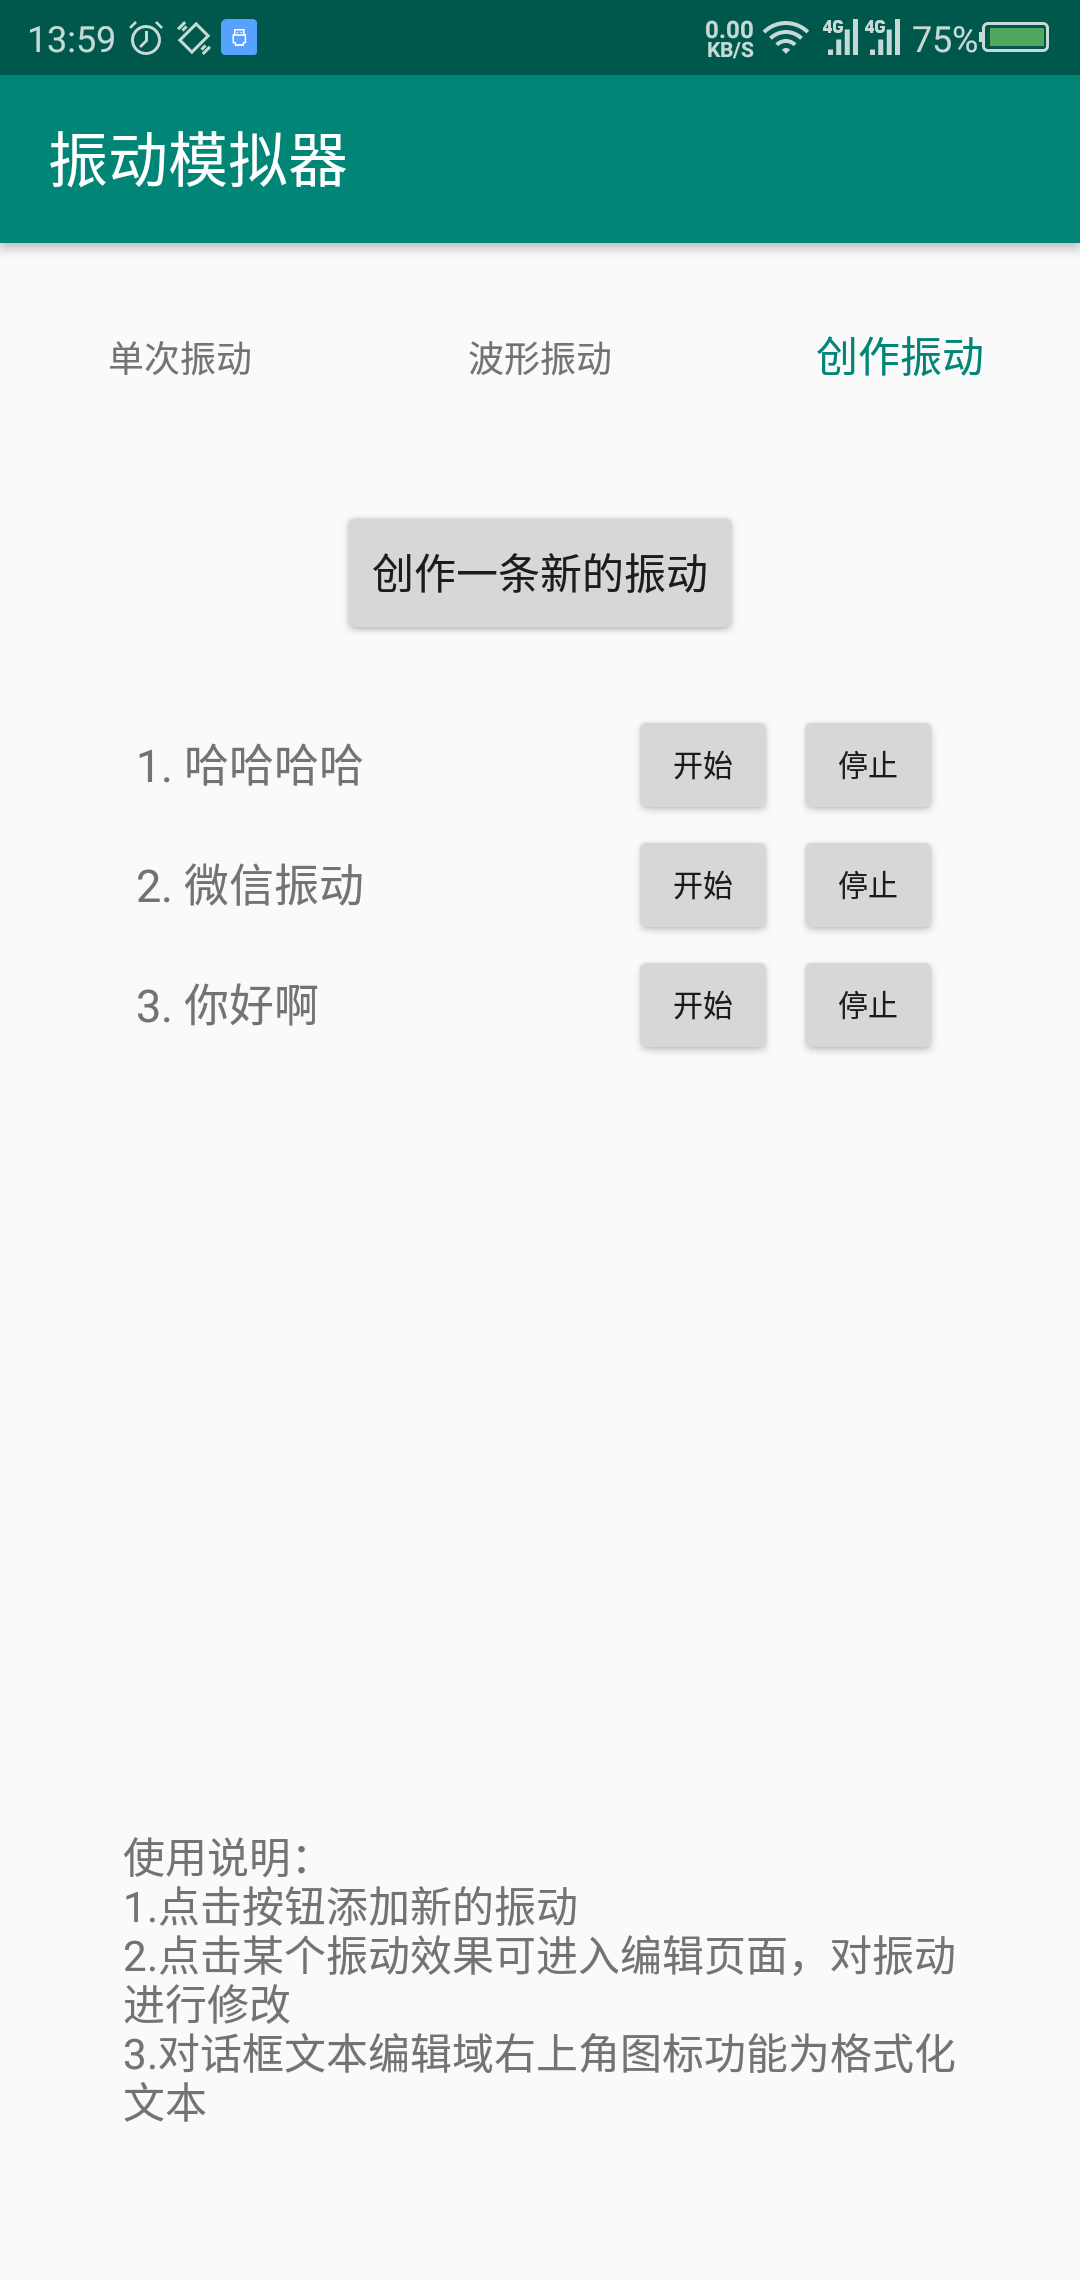 13:59
0.00
KB/S
4G 4G
75%
振动模拟器
单次振动 波形振动 创作振动
创作一条新的振动
1. 哈哈哈哈 开始 停止
2. 微信振动 开始 停止
3. 你好啊 开始 停止
使用说明：
1.点击按钮添加新的振动
2.点击某个振动效果可进入编辑页面，对振动
进行修改
3.对话框文本编辑域右上角图标功能为格式化
文本